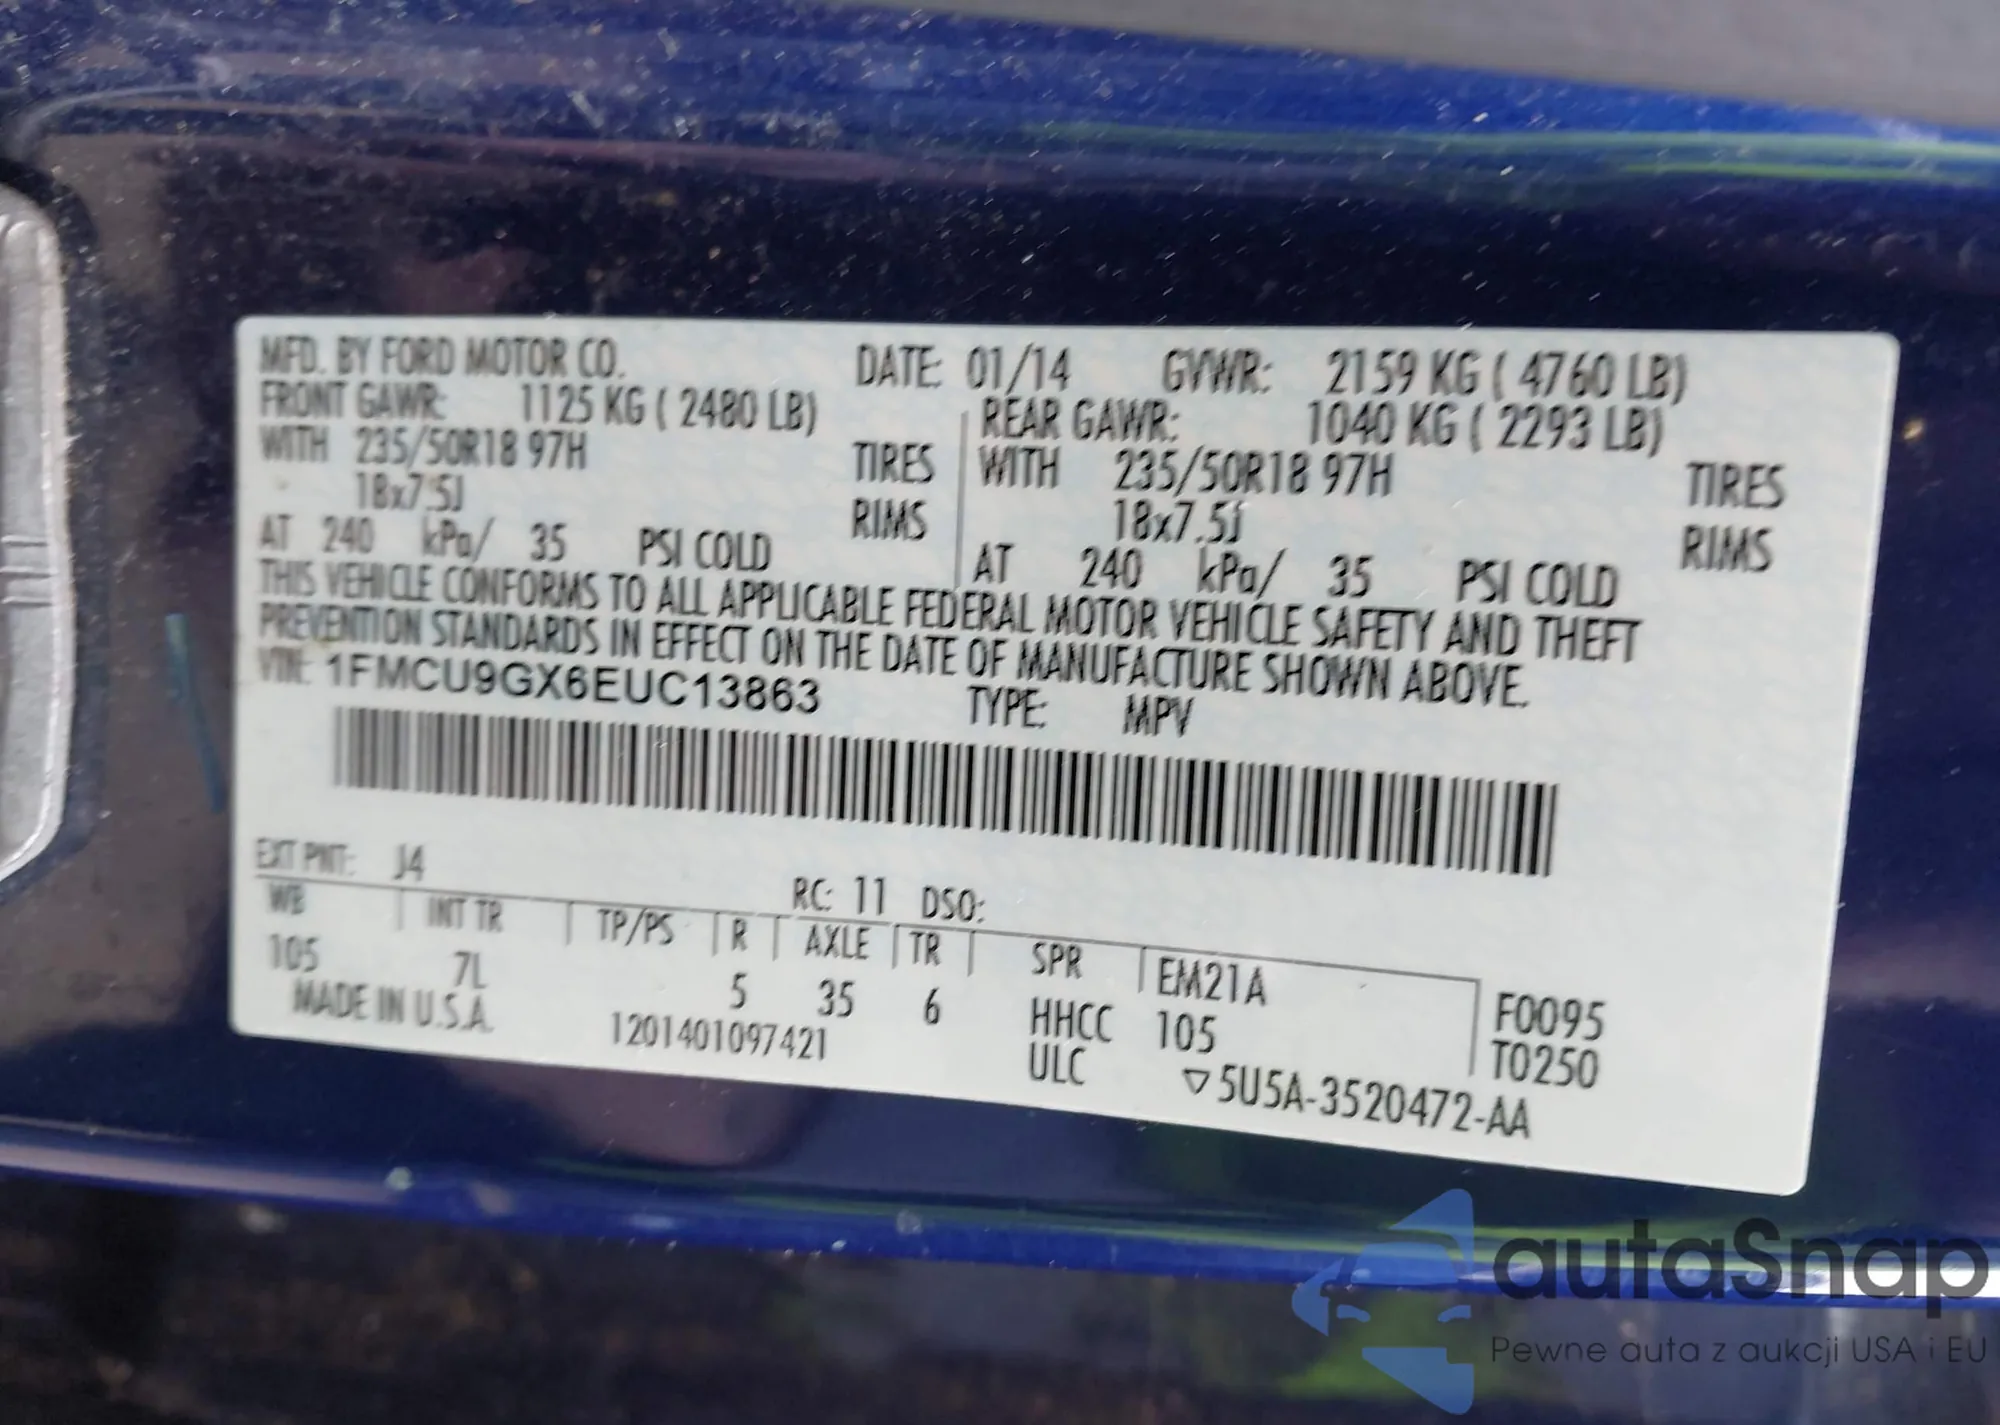 MFD. BY FORD MOTOR CO. DATE: 01/14 GVWR: 2159 KG ( 4760 LB)
FRONT GAWR: 1125 KG ( 2480 LB) REAR GAWR: 1040 KG ( 2293 LB)
WITH 235/50R18 97H TIRES WITH 235/50R18 97H TIRES
18x7.5J RIMS 18x7.5J RIMS
AT 240 kPa/ 35 PSI COLD AT 240 kPa/ 35 PSI COLD
THIS VEHICLE CONFORMS TO ALL APPLICABLE FEDERAL MOTOR VEHICLE SAFETY AND THEFT
PREVENTION STANDARDS IN EFFECT ON THE DATE OF MANUFACTURE SHOWN ABOVE.
VIN: 1FMCU9GX6EUC13863 TYPE: MPV
EXT PNT: J4 RC: 11 DSO:
WB INT TR TP/PS R AXLE TR SPR EM21A F0095
105 7L 5 35 6 HHCC 105 T0250
MADE IN U.S.A. 1201401097421 ULC ▽5U5A-3520472-AA
autaSnap
Pewne auta z aukcji USA i EU